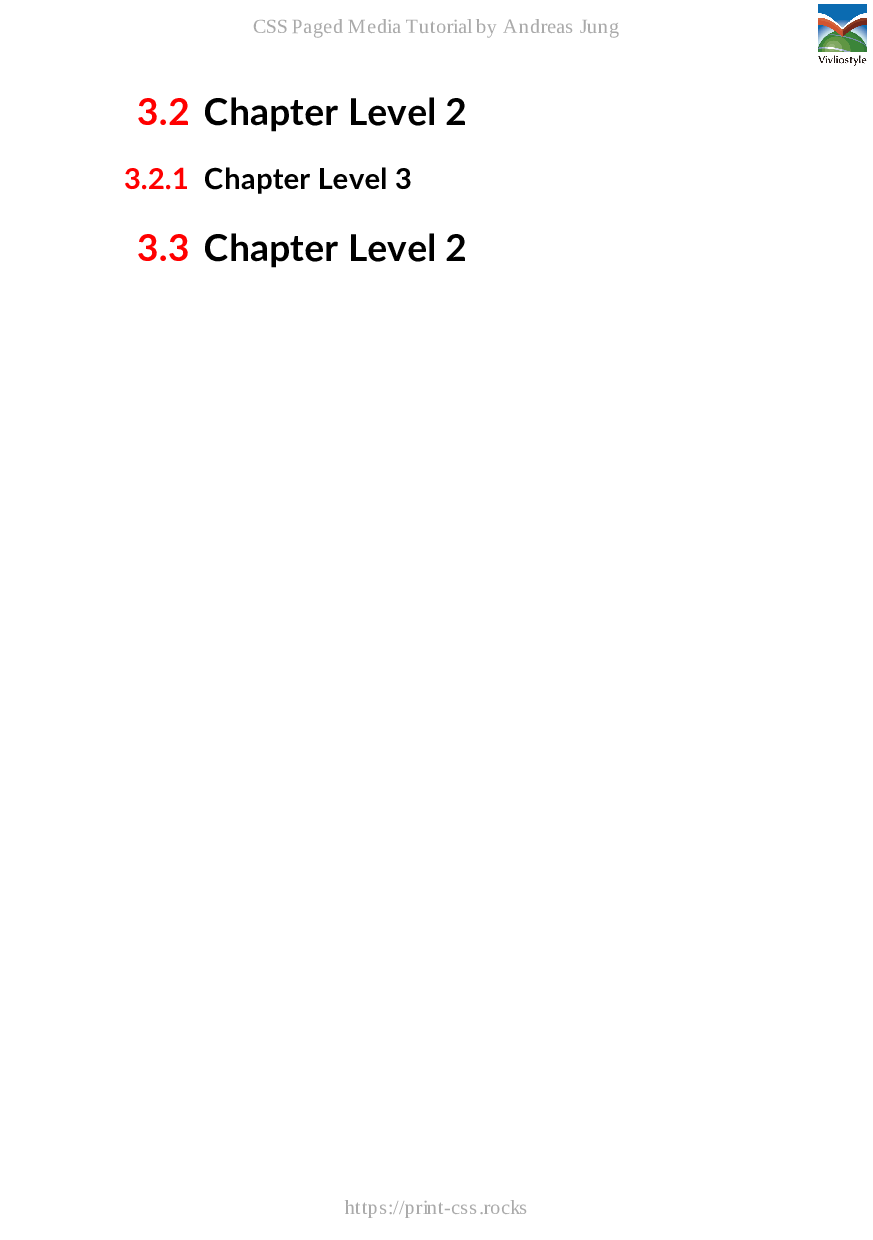 CSS Paged Media Tutorial by Andreas Jung
Vivliostyle
3.2 Chapter Level 2
3.2.1 Chapter Level 3
3.3 Chapter Level 2
https://print-css.rocks